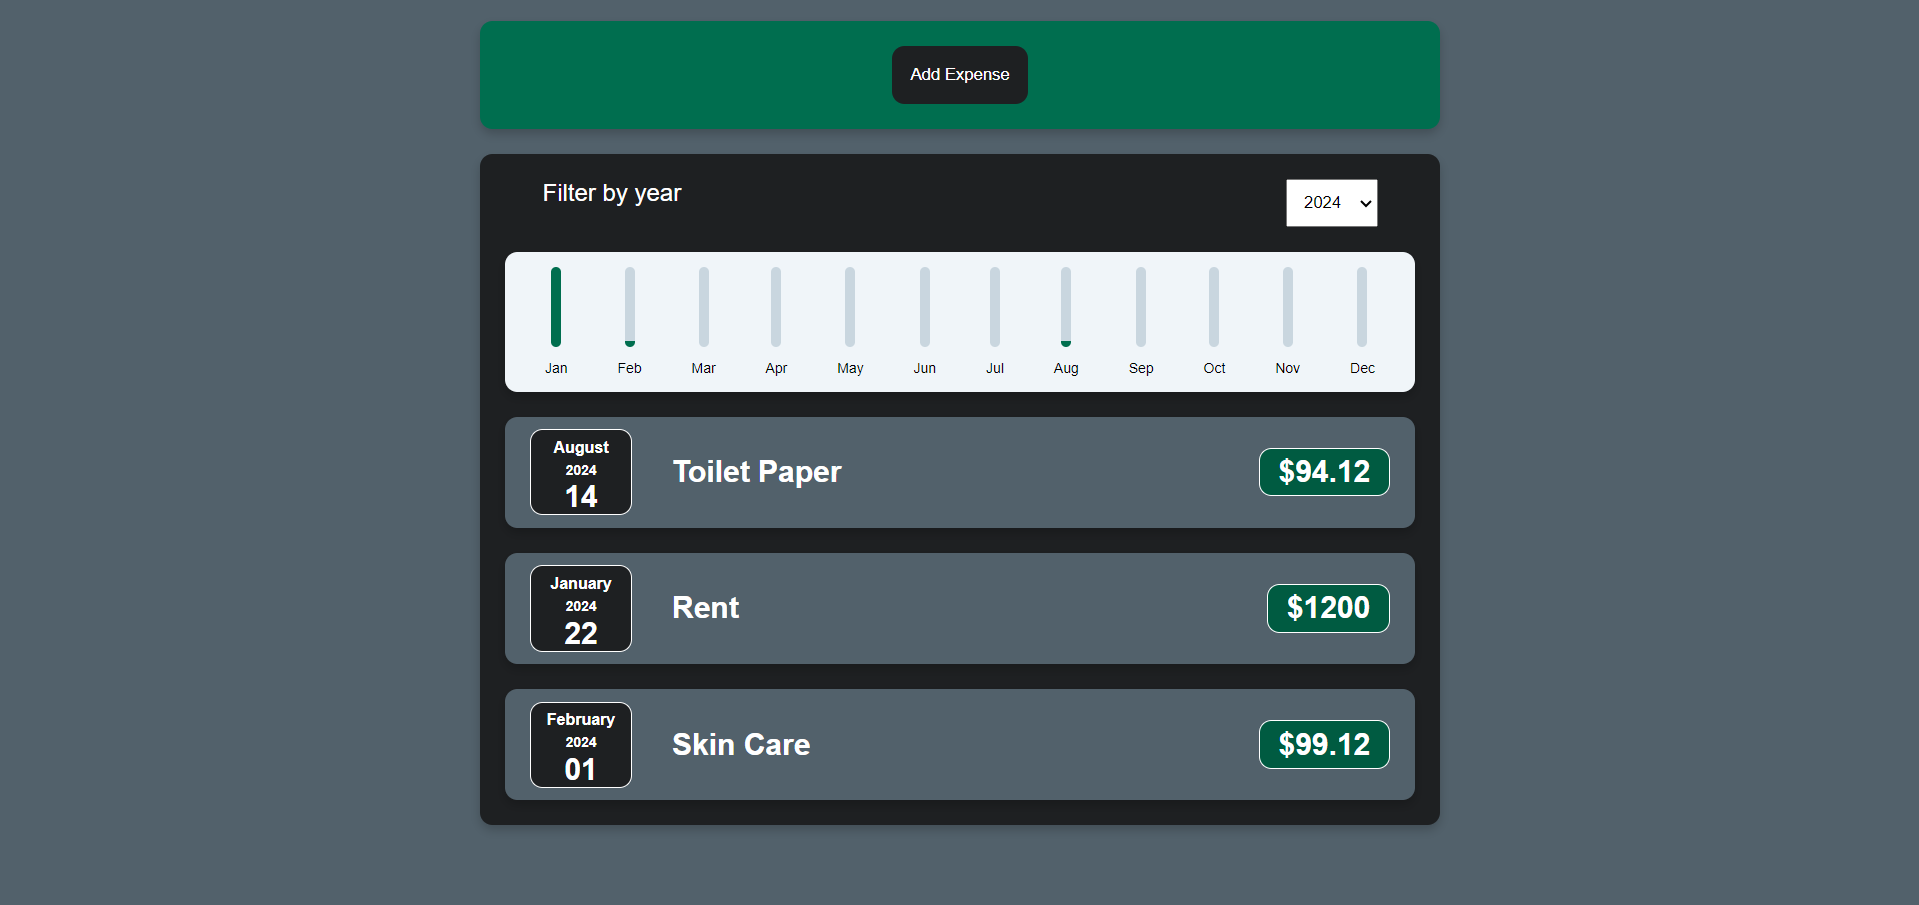 Add Expense
Filter by year
2024
Jan Feb Mar Apr May Jun Jul Aug Sep Oct Nov Dec
August
2024
14
Toilet Paper
$94.12
January
2024
22
Rent
$1200
February
2024
01
Skin Care
$99.12